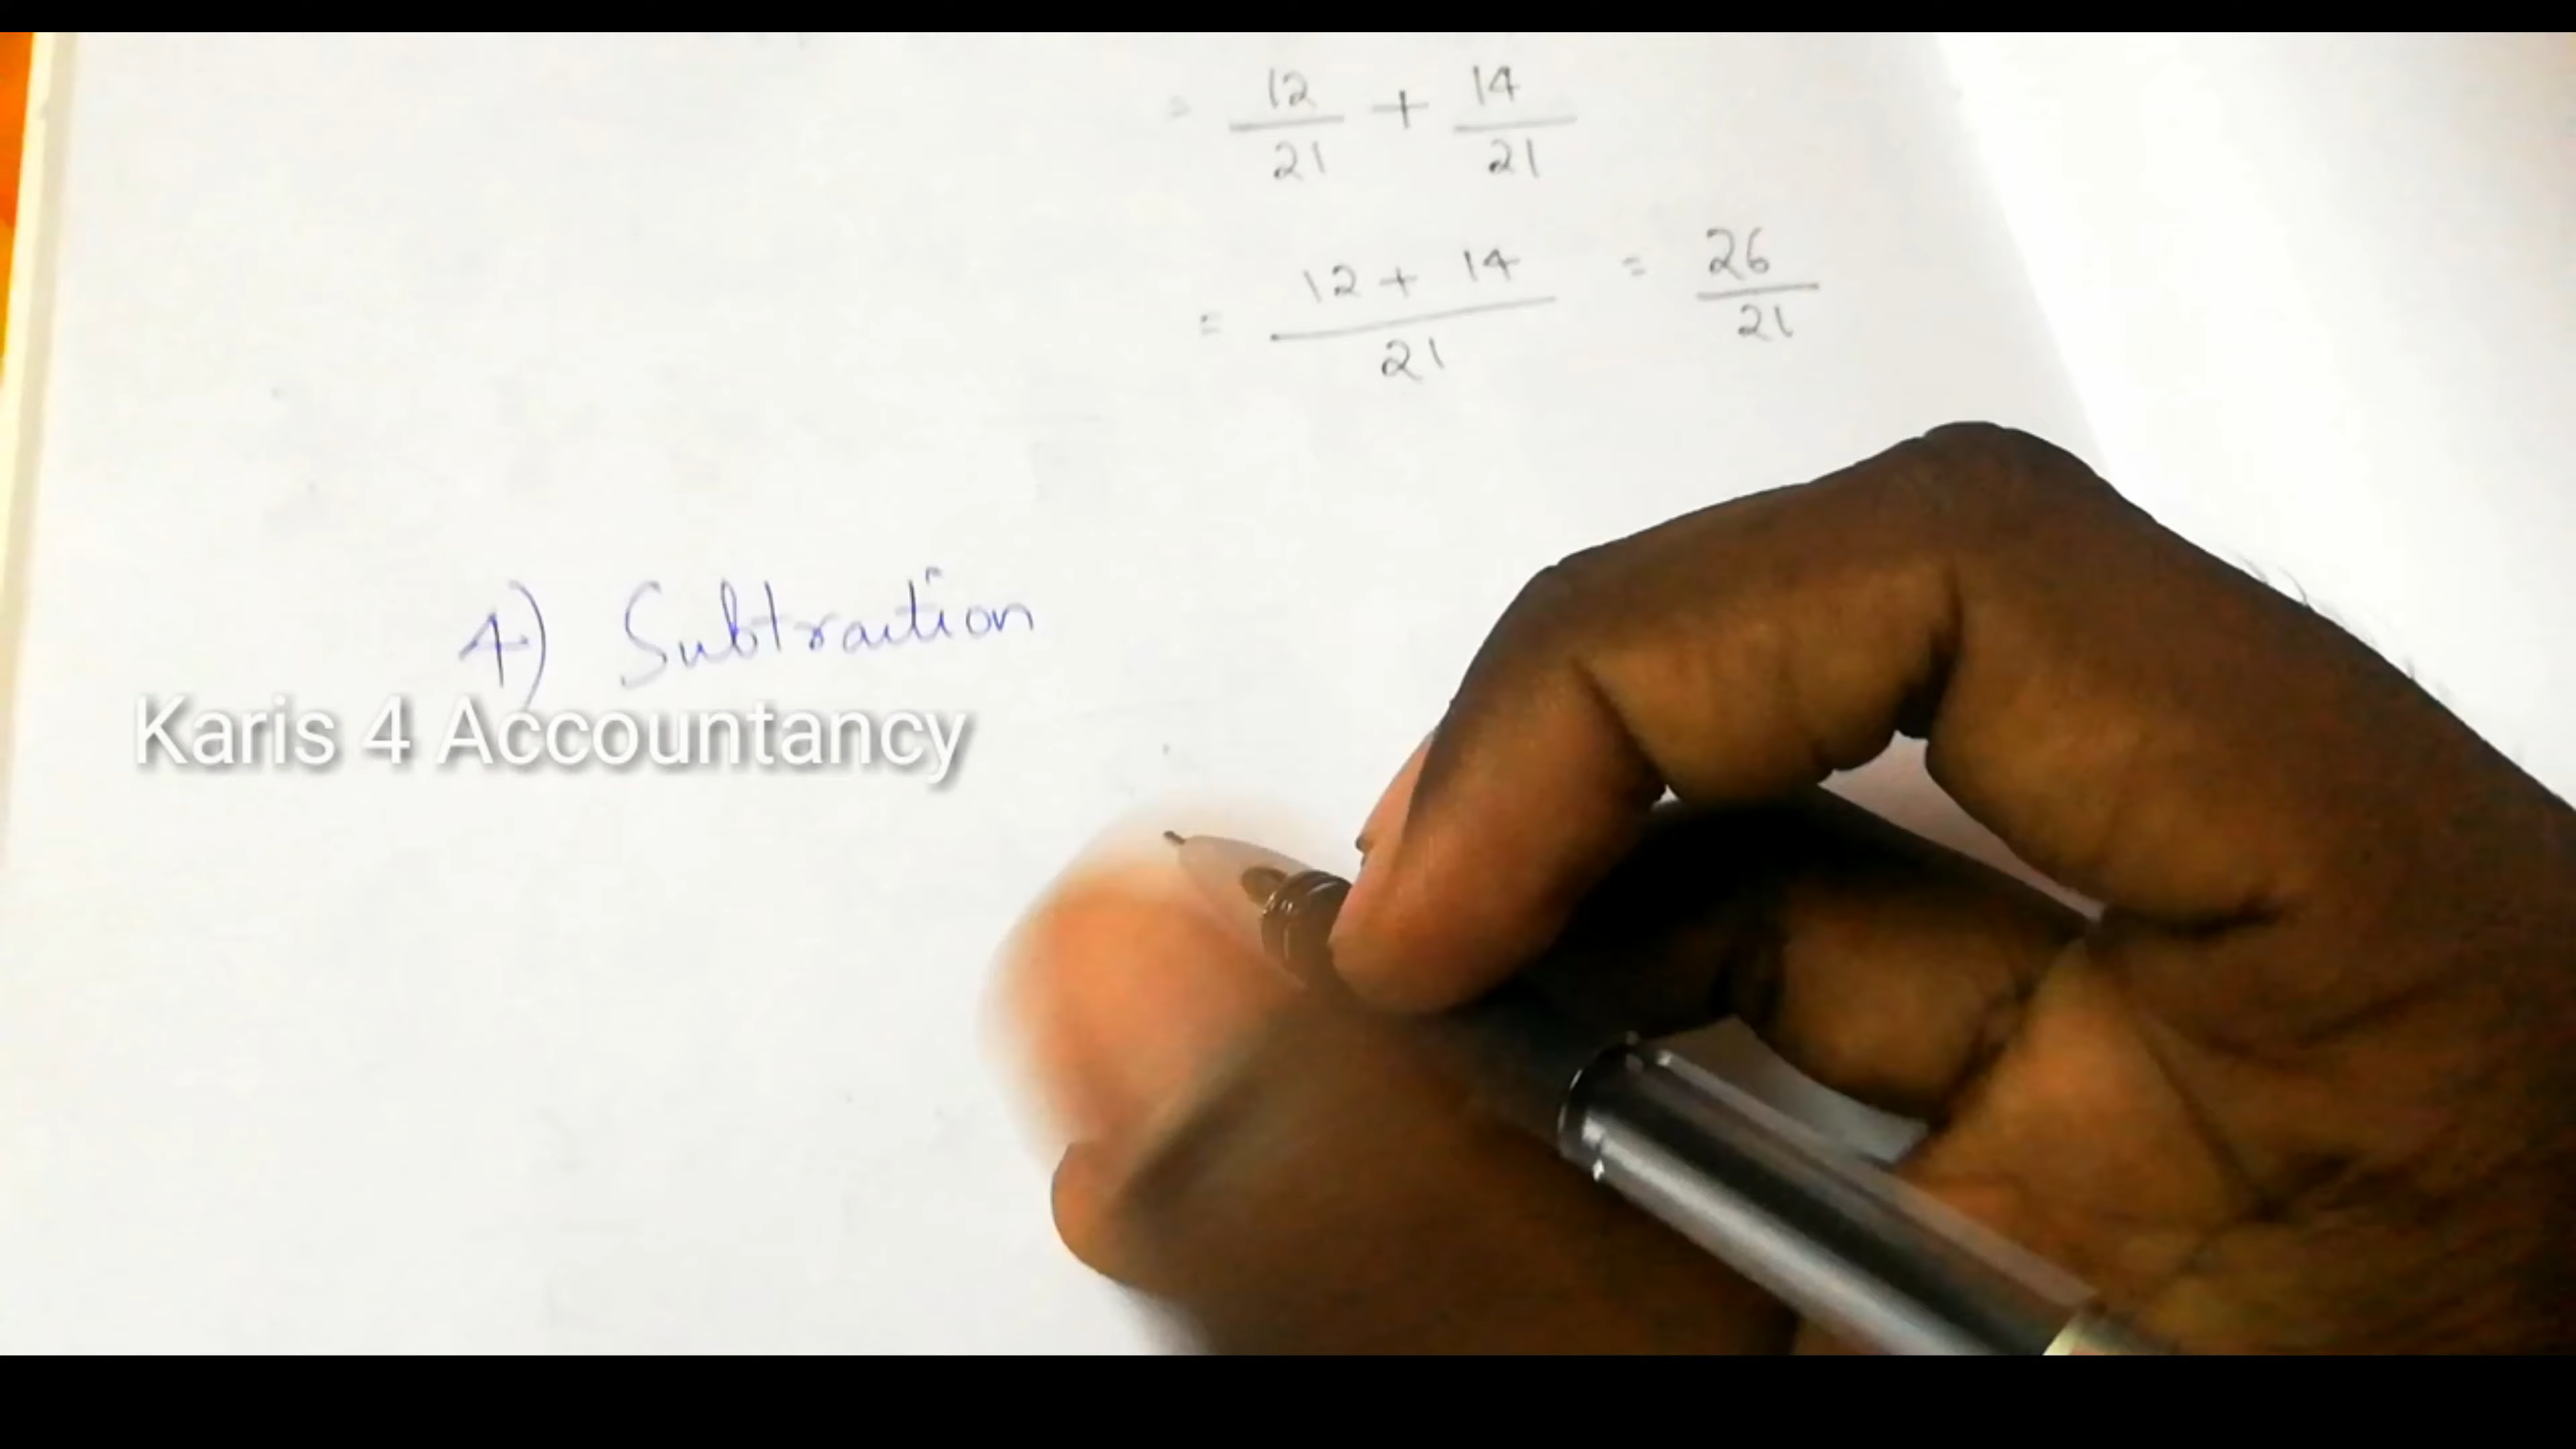 = 12/21 + 14/21
= 12 + 14/21 = 26/21
4) Subtraction
Karis 4 Accountancy